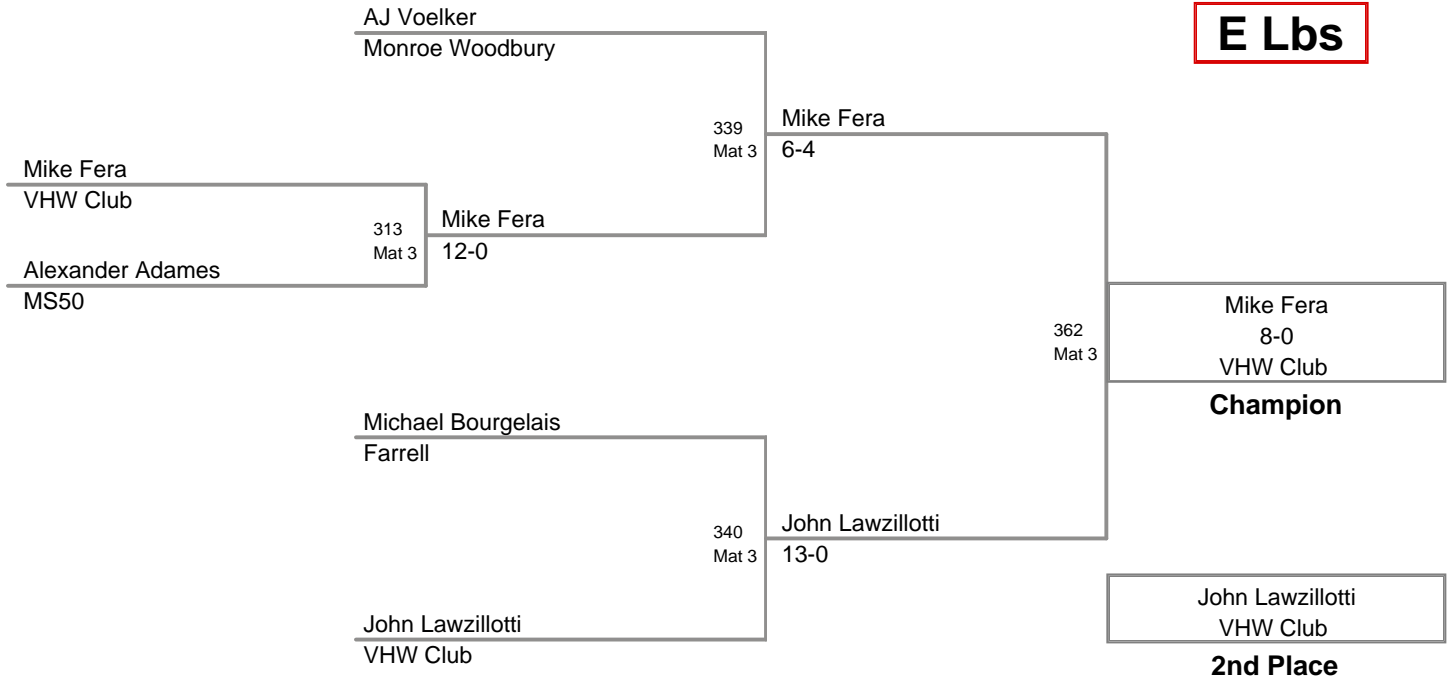 AJ Voelker
Monroe Woodbury
E Lbs
339
Mat 3
Mike Fera
6-4
Mike Fera
VHW Club
313
Mat 3
Mike Fera
12-0
Alexander Adames
MS50
362
Mat 3
Mike Fera
8-0
VHW Club
Champion
Michael Bourgelais
Farrell
340
Mat 3
John Lawzillotti
13-0
John Lawzillotti
VHW Club
John Lawzillotti
VHW Club
2nd Place